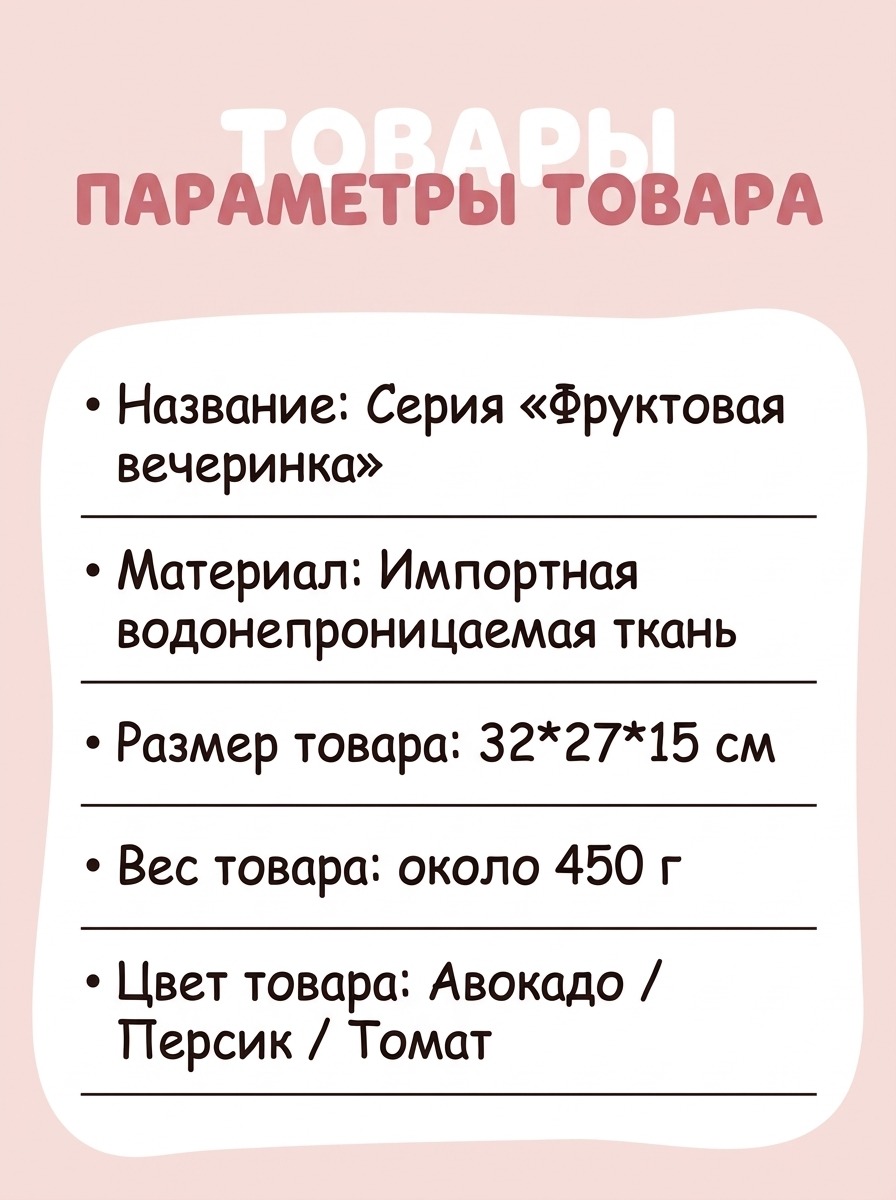 ТОВАРЫ
ПАРАМЕТРЫ ТОВАРА
• Название: Серия «Фруктовая
вечеринка»
• Материал: Импортная
водонепроницаемая ткань
• Размер товара: 32*27*15 см
• Вес товара: около 450 г
• Цвет товара: Авокадо /
Персик / Томат